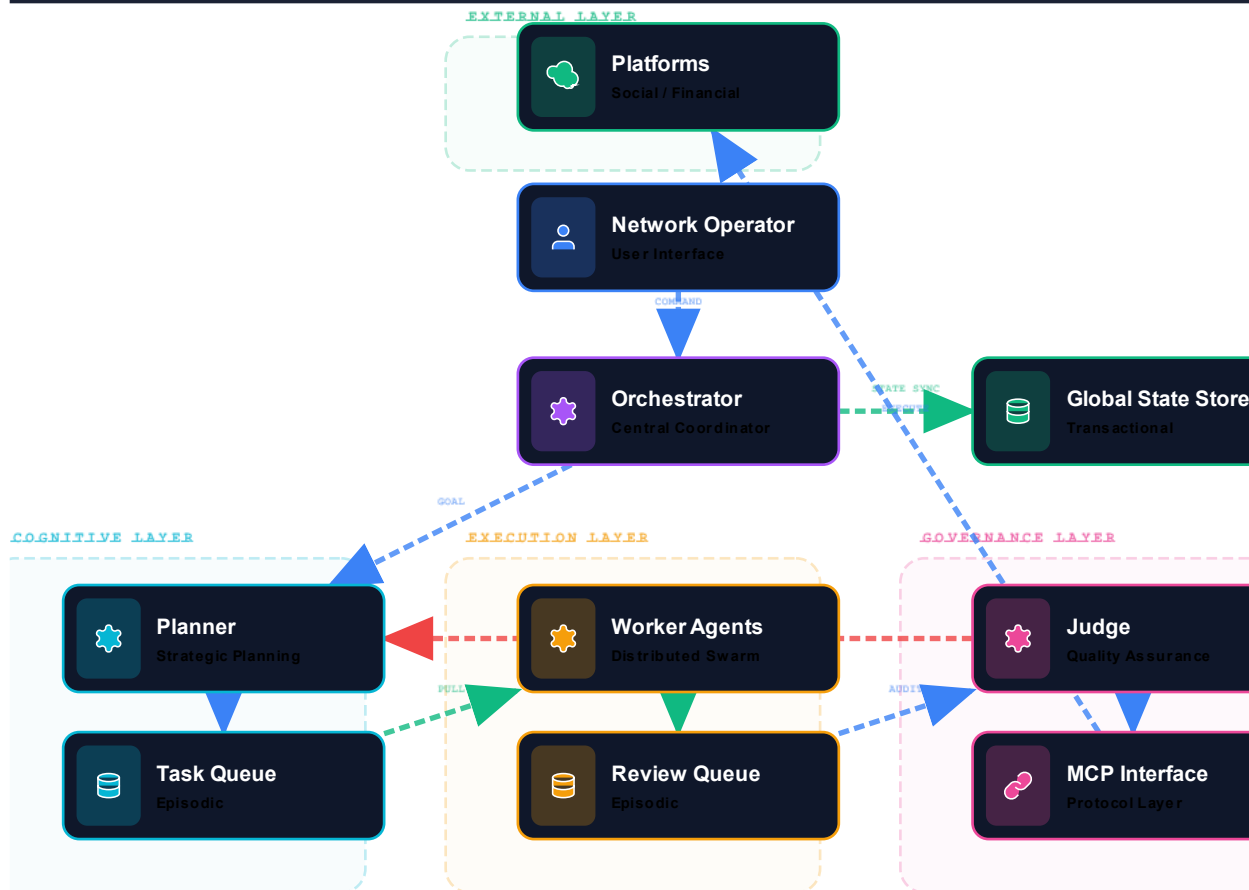 EXTERNAL LAYER
Platforms
Social / Financial
Network Operator
User Interface
COMMAND
Orchestrator
Central Coordinator
STATE SYNC
Global State Store
Transactional
GOAL
COGNITIVE LAYER
EXECUTION LAYER
GOVERNANCE LAYER
Planner
Strategic Planning
Worker Agents
Distributed Swarm
Judge
Quality Assurance
PULL
AUDIT
Task Queue
Episodic
Review Queue
Episodic
MCP Interface
Protocol Layer